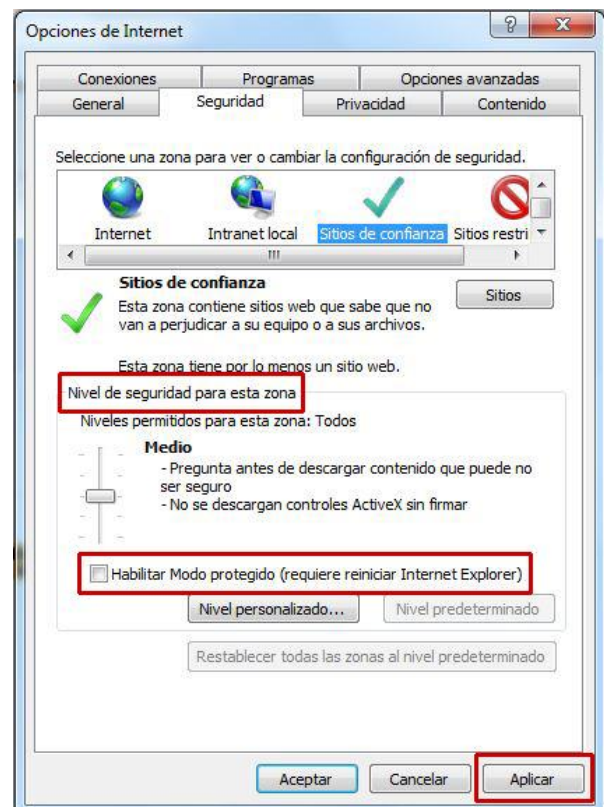 Opciones de Internet
Conexiones Programas Opciones avanzadas
General Seguridad Privacidad Contenido
Seleccione una zona para ver o cambiar la configuración de seguridad.
Internet Intranet local Sitios de confianza Sitios restri
Sitios de confianza
Sitios
Esta zona contiene sitios web que sabe que no
van a perjudicar a su equipo o a sus archivos.
Esta zona tiene por lo menos un sitio web.
Nivel de seguridad para esta zona
Niveles permitidos para esta zona: Todos
Medio
- Pregunta antes de descargar contenido que puede no
ser seguro
- No se descargan controles ActiveX sin firmar
Habilitar Modo protegido (requiere reiniciar Internet Explorer)
Nivel personalizado... Nivel predeterminado
Restablecer todas las zonas al nivel predeterminado
Aceptar Cancelar Aplicar